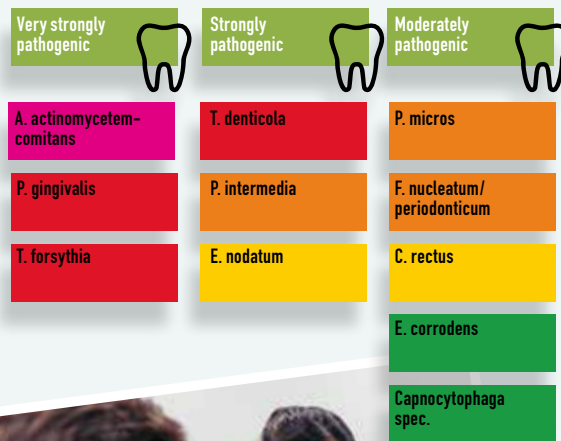 Very strongly
pathogenic
A. actinomycetem-
comitans
P. gingivalis
T. forsythia
Strongly
pathogenic
T. denticola
P. intermedia
E. nodatum
Moderately
pathogenic
P. micros
F. nucleatum/
periodonticum
C. rectus
E. corrodens
Capnocytophaga
spec.